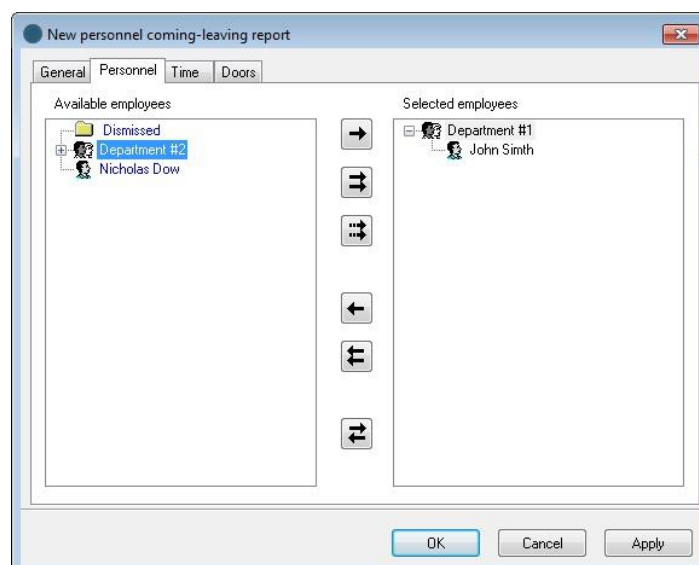 New personnel coming-leaving report
General Personnel Time Doors
Available employees
Dismissed
Department #2
Nicholas Dow
Selected employees
Department #1
John Simth
OK Cancel Apply